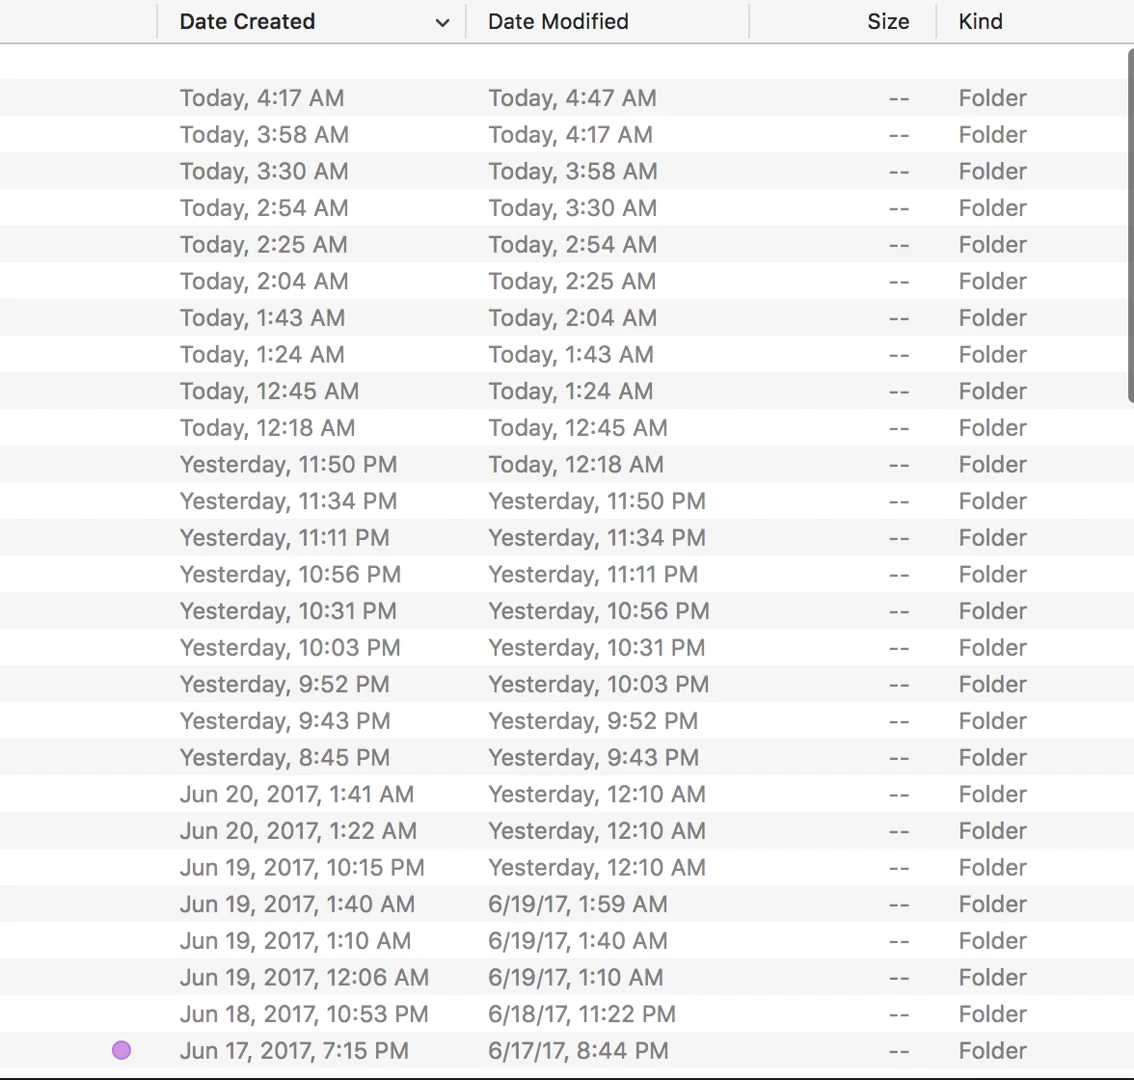 Date Created Date Modified Size Kind
Today, 4:17 AM Today, 4:47 AM -- Folder
Today, 3:58 AM Today, 4:17 AM -- Folder
Today, 3:30 AM Today, 3:58 AM -- Folder
Today, 2:54 AM Today, 3:30 AM -- Folder
Today, 2:25 AM Today, 2:54 AM -- Folder
Today, 2:04 AM Today, 2:25 AM -- Folder
Today, 1:43 AM Today, 2:04 AM -- Folder
Today, 1:24 AM Today, 1:43 AM -- Folder
Today, 12:45 AM Today, 1:24 AM -- Folder
Today, 12:18 AM Today, 12:45 AM -- Folder
Yesterday, 11:50 PM Today, 12:18 AM -- Folder
Yesterday, 11:34 PM Yesterday, 11:50 PM -- Folder
Yesterday, 11:11 PM Yesterday, 11:34 PM -- Folder
Yesterday, 10:56 PM Yesterday, 11:11 PM -- Folder
Yesterday, 10:31 PM Yesterday, 10:56 PM -- Folder
Yesterday, 10:03 PM Yesterday, 10:31 PM -- Folder
Yesterday, 9:52 PM Yesterday, 10:03 PM -- Folder
Yesterday, 9:43 PM Yesterday, 9:52 PM -- Folder
Yesterday, 8:45 PM Yesterday, 9:43 PM -- Folder
Jun 20, 2017, 1:41 AM Yesterday, 12:10 AM -- Folder
Jun 20, 2017, 1:22 AM Yesterday, 12:10 AM -- Folder
Jun 19, 2017, 10:15 PM Yesterday, 12:10 AM -- Folder
Jun 19, 2017, 1:40 AM 6/19/17, 1:59 AM -- Folder
Jun 19, 2017, 1:10 AM 6/19/17, 1:40 AM -- Folder
Jun 19, 2017, 12:06 AM 6/19/17, 1:10 AM -- Folder
Jun 18, 2017, 10:53 PM 6/18/17, 11:22 PM -- Folder
Jun 17, 2017, 7:15 PM 6/17/17, 8:44 PM -- Folder